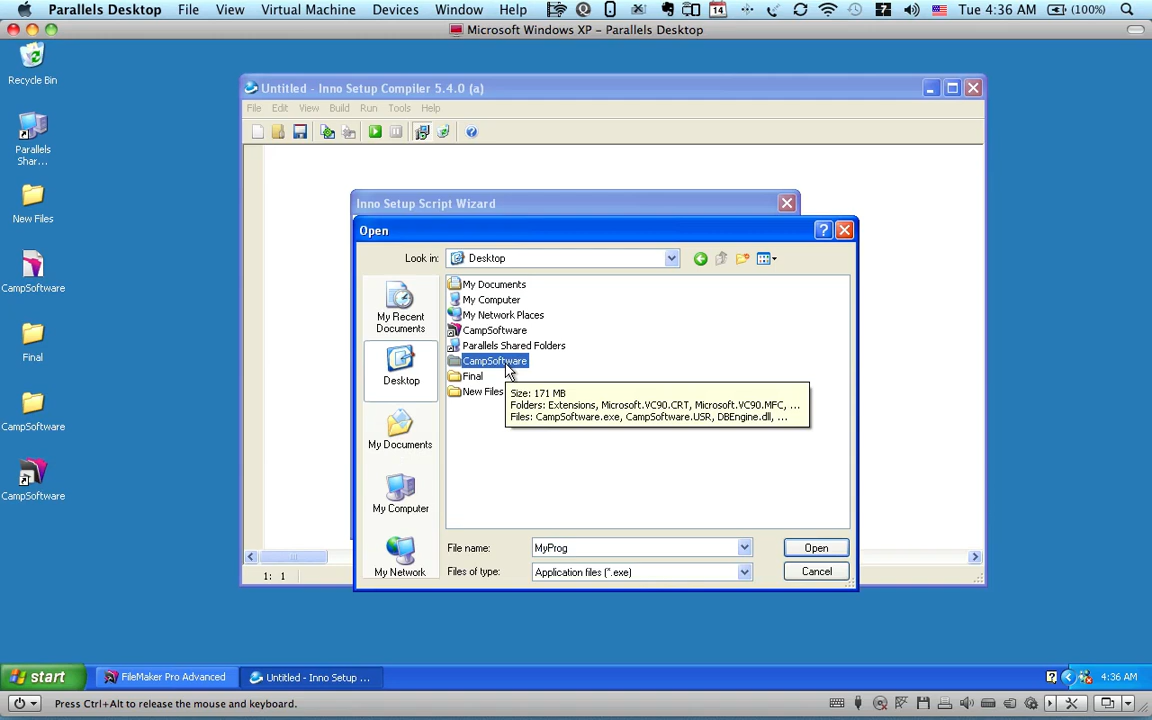 Parallels Desktop File View Virtual Machine Devices Window Help 14 Tue 4:36 AM (100%)
Microsoft Windows XP – Parallels Desktop
Recycle Bin
Parallels
Shar...
New Files
CampSoftware
Final
CampSoftware
CampSoftware
Untitled - Inno Setup Compiler 5.4.0 (a)
File Edit View Build Run Tools Help
Inno Setup Script Wizard
Open
Look in: Desktop
My Recent
Documents
Desktop
My Documents
My Computer
My Network
My Documents
My Computer
My Network Places
CampSoftware
Parallels Shared Folders
CampSoftware
Final
New Files
Size: 171 MB
Folders: Extensions, Microsoft.VC90.CRT, Microsoft.VC90.MFC, ...
Files: CampSoftware.exe, CampSoftware.USR, DBEngine.dll, ...
File name: MyProg Open
Files of type: Application files (*.exe) Cancel
1: 1
start FileMaker Pro Advanced Untitled - Inno Setup ... 4:36 AM
Press Ctrl+Alt to release the mouse and keyboard.